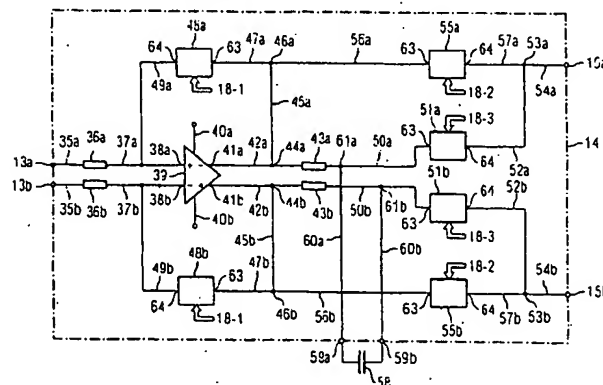 48a
55a
64
63
47a
46a
56a
63
64
57a
53a
15a
49a
18-1
18-2
54a
45a
51a
18-3
14
40a
13a
35a
36a
37a
38a
41a
42a
44a
43a
61a
50a
63
64
52a
39
13b
35b
36b
37b
38b
41b
42b
44b
43b
50b
61b
51b
52b
40b
63
64
60a
60b
18-3
48b
45b
18-2
49b
63
47b
54b
64
46b
56b
63
64
15b
18-1
55b
57b
53b
58a
59b
58